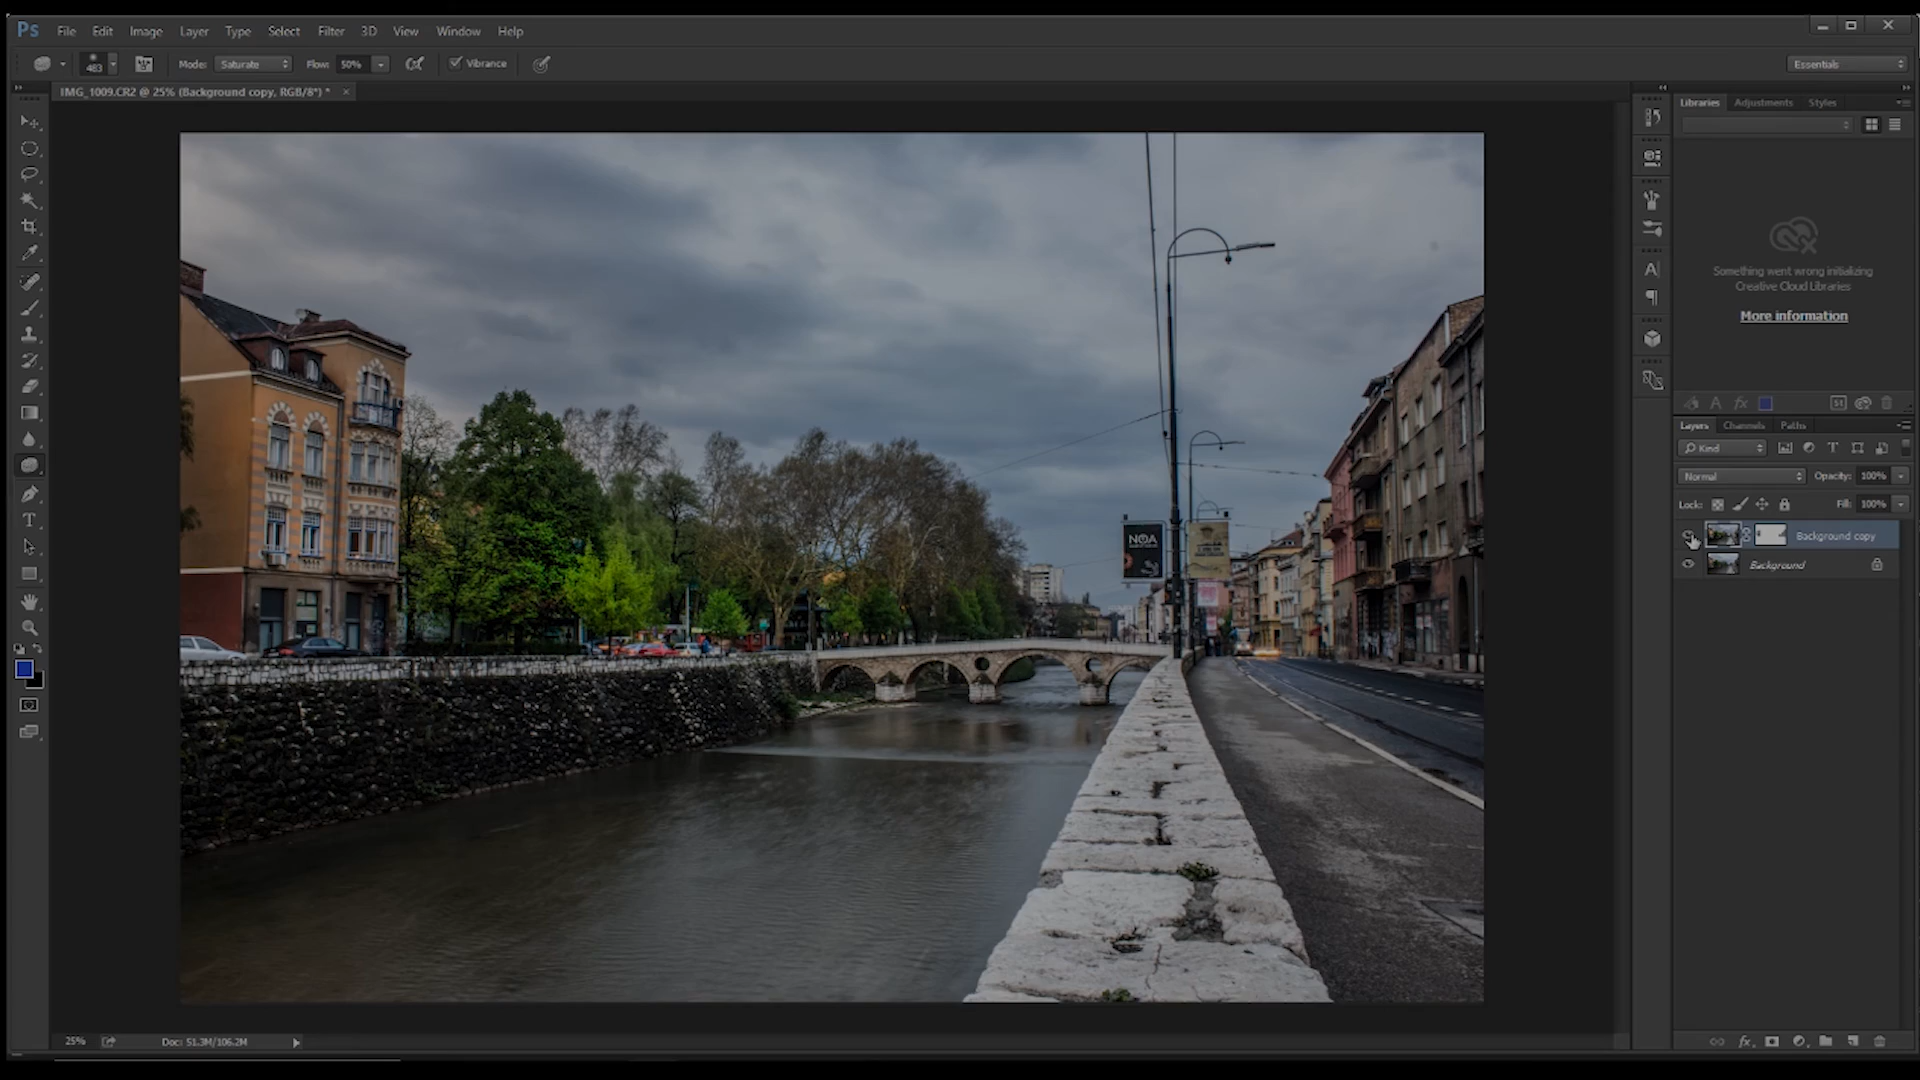 Ps File Edit Image Layer Type Select Filter 3D View Window Help
483 Mode: Saturate Flow: 50% Vibrance Essentials
IMG_1009.CR2 @ 25% (Background copy, RGB/8*) * ×
Libraries Adjustments Styles
Something went wrong initializing
Creative Cloud Libraries
More information
Layers Channels Paths
Kind
Normal Opacity: 100%
Lock: Fill: 100%
Background copy
Background
NOA
25% Doc: 51.3M/106.2M